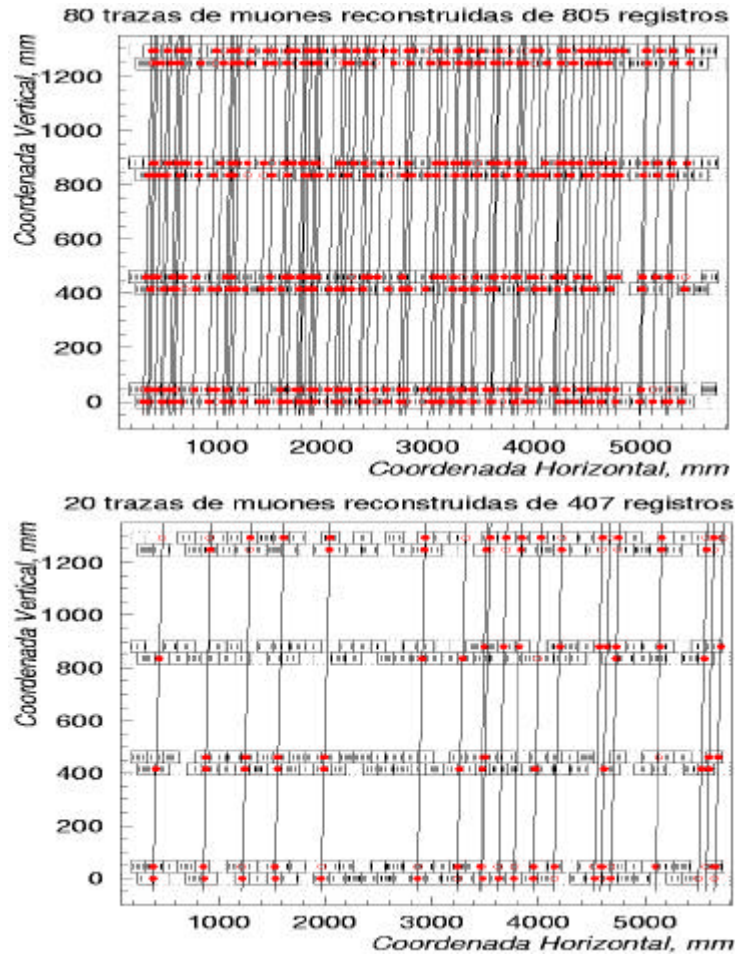 80 trazas de muones reconstruidas de 805 registros
Coordenada Vertical, mm
1200
1000
800
600
400
200
0
1000 2000 3000 4000 5000
Coordenada Horizontal, mm
20 trazas de muones reconstruidas de 407 registros
Coordenada Vertical, mm
1200
1000
800
600
400
200
0
1000 2000 3000 4000 5000
Coordenada Horizontal, mm